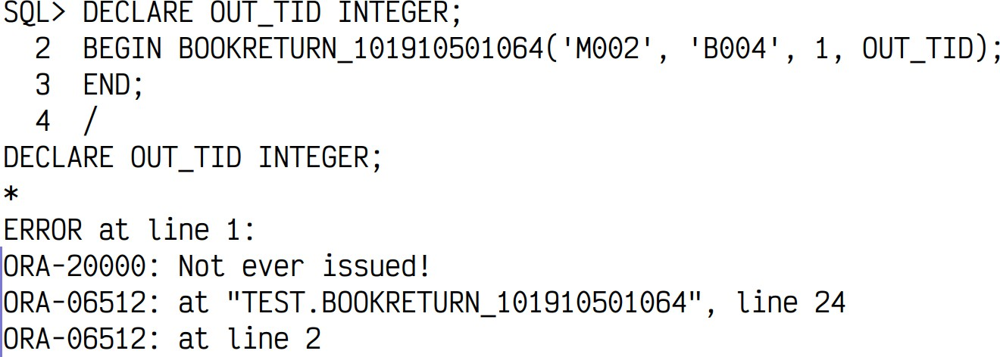 SQL> DECLARE OUT_TID INTEGER;
  2  BEGIN BOOKRETURN_101910501064('M002', 'B004', 1, OUT_TID);
  3  END;
  4  /
DECLARE OUT_TID INTEGER;
*
ERROR at line 1:
ORA-20000: Not ever issued!
ORA-06512: at "TEST.BOOKRETURN_101910501064", line 24
ORA-06512: at line 2